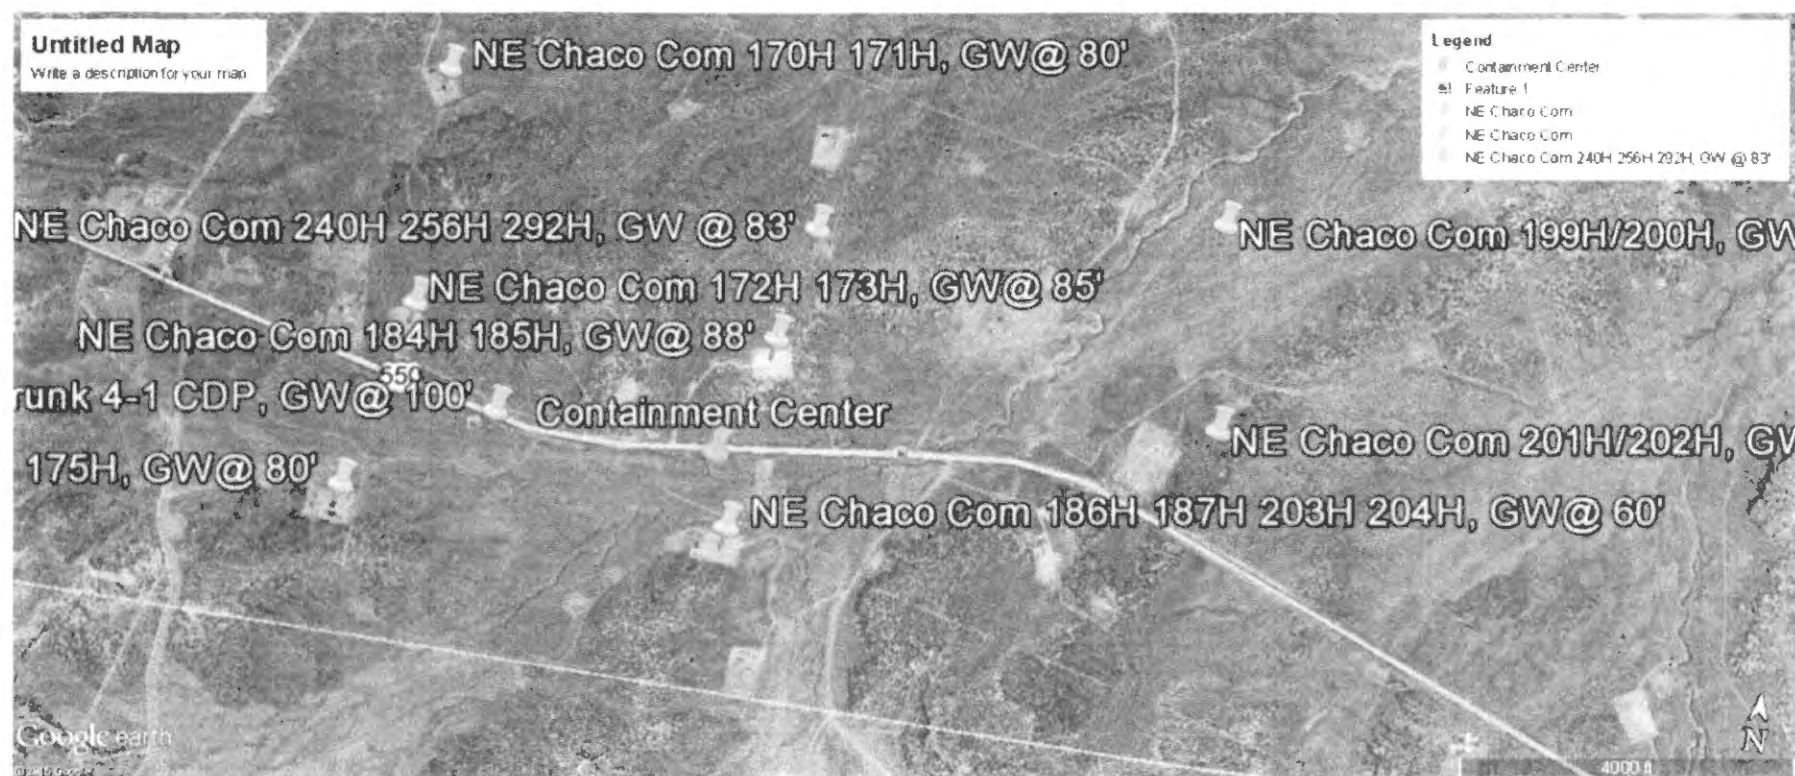 Untitled Map
Write a description for your map
NE Chaco Com 170H 171H, GW@ 80'
Legend
Containment Center
Feature 1
NE Chaco Com
NE Chaco Com
NE Chaco Com 240H 256H 292H, GW @ 83'
NE Chaco Com 240H 256H 292H, GW @ 83'
NE Chaco Com 199H/200H, GW
NE Chaco Com 172H 173H, GW@ 85'
NE Chaco Com 184H 185H, GW@ 88'
550
runk 4-1 CDP, GW@ 100'
Containment Center
NE Chaco Com 201H/202H, GW
175H, GW@ 80'
NE Chaco Com 186H 187H 203H 204H, GW@ 60'
Google earth
N
4000 ft